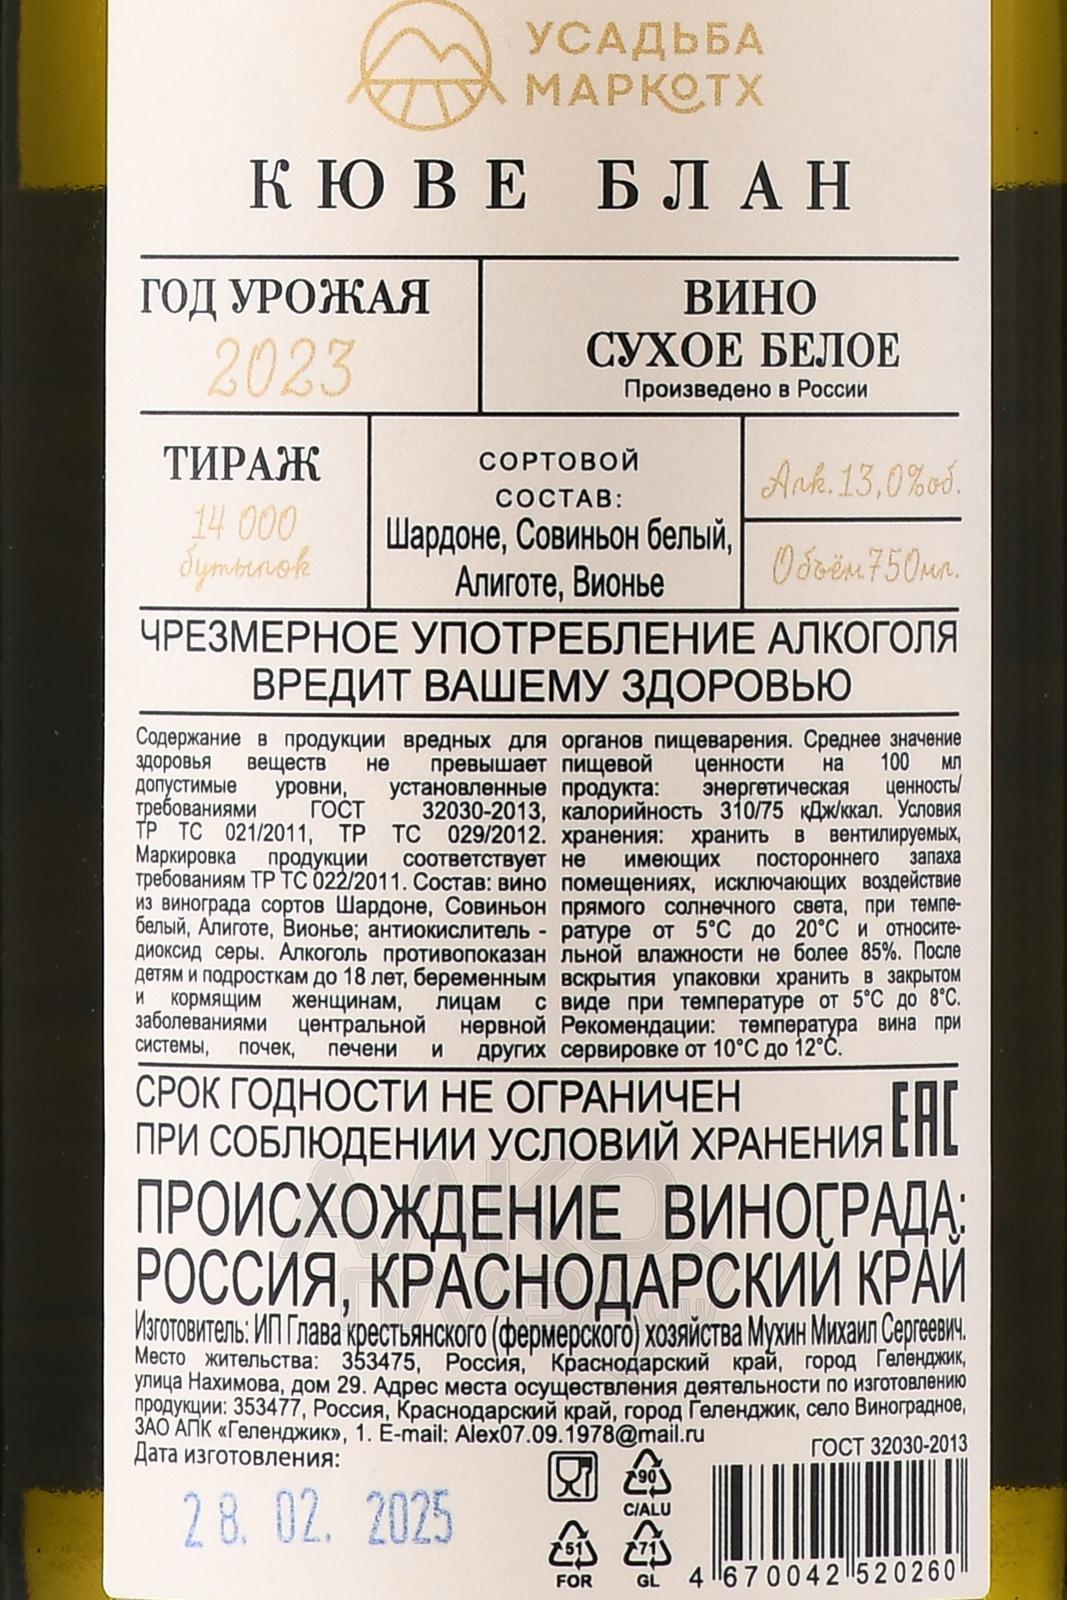 УСАДЬБА
МАРКОТХ
КЮВЕ БЛАН
ГОД УРОЖАЯ
2023
ВИНО
СУХОЕ БЕЛОЕ
Произведено в России
ТИРАЖ
14 000
бутылок
СОРТОВОЙ
СОСТАВ:
Шардоне, Совиньон белый,
Алиготе, Вионье
Алк. 13,0%об.
Объём 750мл.
ЧРЕЗМЕРНОЕ УПОТРЕБЛЕНИЕ АЛКОГОЛЯ
ВРЕДИТ ВАШЕМУ ЗДОРОВЬЮ
Содержание в продукции вредных для
здоровья веществ не превышает
допустимые уровни, установленные
требованиями ГОСТ 32030-2013,
ТР ТС 021/2011, ТР ТС 029/2012.
Маркировка продукции соответствует
требованиям ТР ТС 022/2011. Состав: вино
из винограда сортов Шардоне, Совиньон
белый, Алиготе, Вионье; антиокислитель -
диоксид серы. Алкоголь противопоказан
детям и подросткам до 18 лет, беременным
и кормящим женщинам, лицам с
заболеваниями центральной нервной
системы, почек, печени и других
органов пищеварения. Среднее значение
пищевой ценности на 100 мл
продукта: энергетическая ценность/
калорийность 310/75 кДж/ккал. Условия
хранения: хранить в вентилируемых,
не имеющих постороннего запаха
помещениях, исключающих воздействие
прямого солнечного света, при темпе-
ратуре от 5°С до 20°С и относите-
льной влажности не более 85%. После
вскрытия упаковки хранить в закрытом
виде при температуре от 5°С до 8°С.
Рекомендации: температура вина при
сервировке от 10°С до 12°С.
СРОК ГОДНОСТИ НЕ ОГРАНИЧЕН
ПРИ СОБЛЮДЕНИИ УСЛОВИЙ ХРАНЕНИЯ
EAC
ПРОИСХОЖДЕНИЕ ВИНОГРАДА:
РОССИЯ, КРАСНОДАРСКИЙ КРАЙ
Изготовитель: ИП Глава крестьянского (фермерского) хозяйства Мухин Михаил Сергеевич.
Место жительства: 353475, Россия, Краснодарский край, город Геленджик,
улица Нахимова, дом 29. Адрес места осуществления деятельности по изготовлению
продукции: 353477, Россия, Краснодарский край, город Геленджик, село Виноградное,
ЗАО АПК «Геленджик», 1. E-mail: Alex07.09.1978@mail.ru
Дата изготовления:
28. 02. 2025
ГОСТ 32030-2013
90
C/ALU
51
FOR
71
GL
4 670042 520260